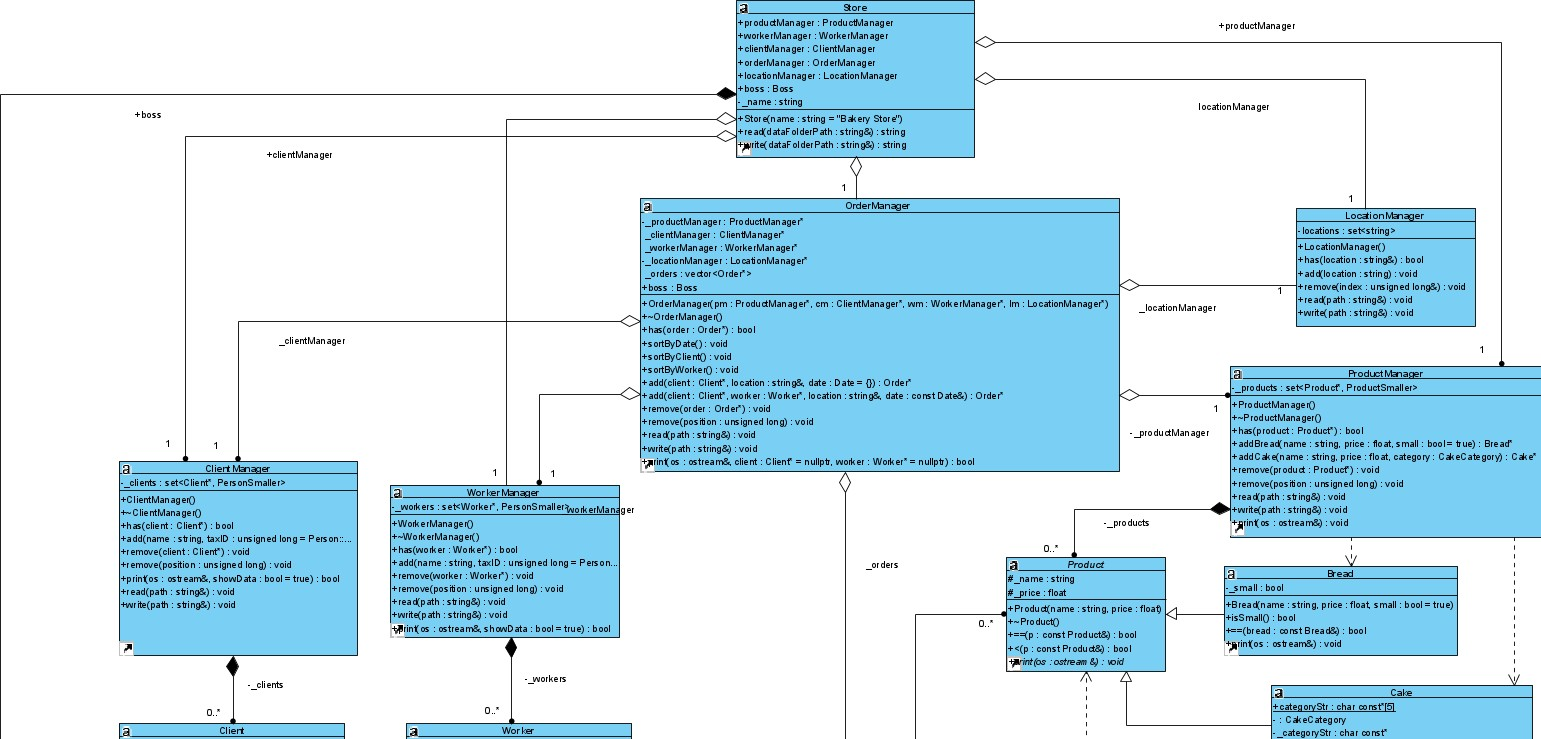 Store
+productManager : ProductManager
+workerManager : WorkerManager
+clientManager : ClientManager
+orderManager : OrderManager
+locationManager : LocationManager
+boss : Boss
-_name : string
+Store(name : string = "Bakery Store")
+read(dataFolderPath : string&) : string
+write(dataFolderPath : string&) : string
+productManager
locationManager
+boss
+clientManager
1
1
OrderManager
-_productManager : ProductManager*
_clientManager : ClientManager*
_workerManager : WorkerManager*
-_locationManager : LocationManager*
_orders : vector<Order*>
+boss : Boss
+OrderManager(pm : ProductManager*, cm : ClientManager*, wm : WorkerManager*, lm : LocationManager*)
+~OrderManager()
+has(order : Order*) : bool
+sortByDate() : void
+sortByClient() : void
+sortByWorker() : void
+add(client : Client*, location : string&, date : Date = {}) : Order*
+add(client : Client*, worker : Worker*, location : string&, date : const Date&) : Order*
+remove(order : Order*) : void
+remove(position : unsigned long) : void
+read(path : string&) : void
+write(path : string&) : void
+print(os : ostream&, client : Client* = nullptr, worker : Worker* = nullptr) : bool
LocationManager
-locations : set<string>
+LocationManager()
+has(location : string&) : bool
+add(location : string) : void
+remove(index : unsigned long&) : void
+read(path : string&) : void
+write(path : string&) : void
1
_locationManager
_clientManager
1
ProductManager
-_products : set<Product*, ProductSmaller>
+ProductManager()
+~ProductManager()
+has(product : Product*) : bool
+addBread(name : string, price : float, small : bool = true) : Bread*
+addCake(name : string, price : float, category : CakeCategory) : Cake*
+remove(product : Product*) : void
+remove(position : unsigned long) : void
+read(path : string&) : void
+write(path : string&) : void
+print(os : ostream&) : void
1
-_productManager
1
1
ClientManager
-_clients : set<Client*, PersonSmaller>
+ClientManager()
+~ClientManager()
+has(client : Client*) : bool
+add(name : string, taxID : unsigned long = Person::...
+remove(client : Client*) : void
+remove(position : unsigned long) : void
+print(os : ostream&, showData : bool = true) : bool
+read(path : string&) : void
+write(path : string&) : void
1
1
WorkerManager
-_workers : set<Worker*, PersonSmaller>
workerManager
+WorkerManager()
+~WorkerManager()
+has(worker : Worker*) : bool
+add(name : string, taxID : unsigned long = Person...
+remove(worker : Worker*) : void
+remove(position : unsigned long) : void
+read(path : string&) : void
+write(path : string&) : void
+print(os : ostream&, showData : bool = true) : bool
-_products
0..*
_orders
Product
#_name : string
#_price : float
+Product(name : string, price : float)
+~Product()
+==(p : const Product&) : bool
+<(p : const Product&) : bool
+print(os : ostream &) : void
0..*
Bread
-_small : bool
+Bread(name : string, price : float, small : bool = true)
+isSmall() : bool
+==(bread : const Bread&) : bool
+print(os : ostream&) : void
-_clients
0..*
-_workers
0..*
Client
Worker
Cake
+categoryStr : char const*[5]
- : CakeCategory
-_categoryStr : char const*